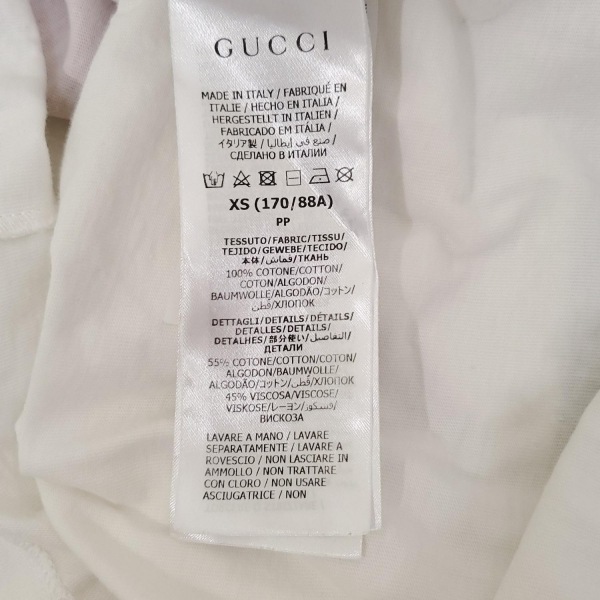 GUCCI
MADE IN ITALY / FABRIQUÉ EN
ITALIE / HECHO EN ITALIA /
HERGESTELLT IN ITALIEN /
FABRICADO EM ITÁLIA /
イタリア製 / صنع في إيطاليا /
СДЕЛАНО В ИТАЛИИ
XS (170/88A)
PP
TESSUTO/FABRIC/TISSU/
TEJIDO/GEWEBE/TECIDO/
本体/قماش/ТКАНЬ
100% COTONE/COTTON/
COTON/ALGODON/
BAUMWOLLE/ALGODÃO/コットン/
قطن/ХЛОПОК
DETTAGLI/DETAILS/DÉTAILS/
DETALLES/DETAILS/
DETALHES/部分使い/التفاصيل/
ДЕТАЛИ
55% COTONE/COTTON/COTON/
ALGODON/BAUMWOLLE/
ALGODÃO/コットン/قطن/ХЛОПОК
45% VISCOSA/VISCOSE/
VISKOSE/レーヨン/فسكوز/
ВИСКОЗА
LAVARE A MANO / LAVARE
SEPARATAMENTE / LAVARE A
ROVESCIO / NON LASCIARE IN
AMMOLLO / NON TRATTARE
CON CLORO / NON USARE
ASCIUGATRICE / NON